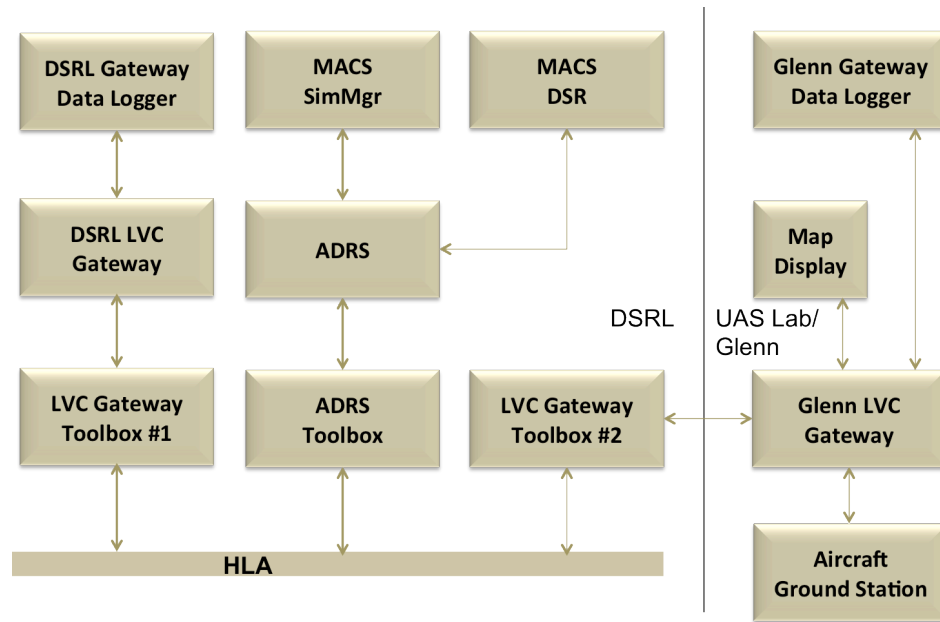 DSRL Gateway
Data Logger
MACS
SimMgr
MACS
DSR
Glenn Gateway
Data Logger
DSRL LVC
Gateway
ADRS
Map
Display
DSRL
UAS Lab/
Glenn
LVC Gateway
Toolbox #1
ADRS
Toolbox
LVC Gateway
Toolbox #2
Glenn LVC
Gateway
HLA
Aircraft
Ground Station